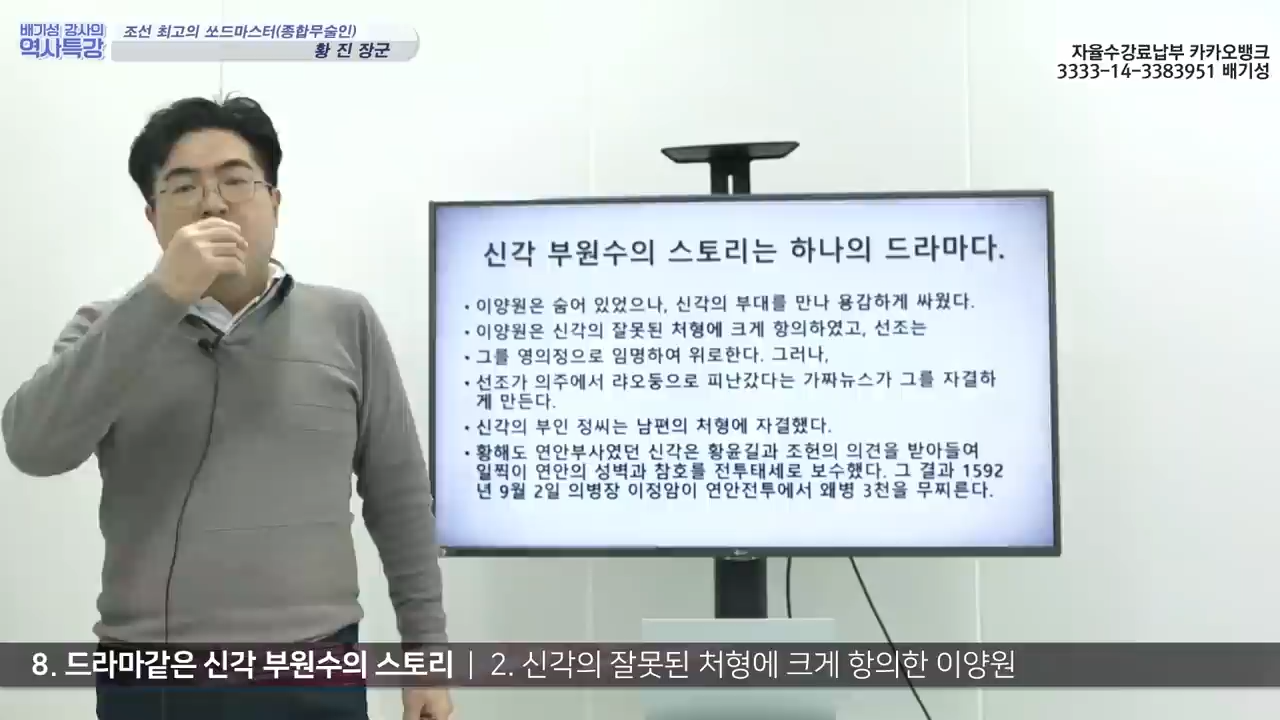 배기성 강사의
역사특강
조선 최고의 쏘드마스터(종합무술인)
황 진 장군
자율수강료납부 카카오뱅크
3333-14-3383951 배기성
신각 부원수의 스토리는 하나의 드라마다.
• 이양원은 숨어 있었으나, 신각의 부대를 만나 용감하게 싸웠다.
• 이양원은 신각의 잘못된 처형에 크게 항의하였고, 선조는
• 그를 영의정으로 임명하여 위로한다. 그러나,
• 선조가 의주에서 랴오둥으로 피난갔다는 가짜뉴스가 그를 자결하
게 만든다.
• 신각의 부인 정씨는 남편의 처형에 자결했다.
• 황해도 연안부사였던 신각은 황윤길과 조헌의 의견을 받아들여
일찍이 연안의 성벽과 참호를 전투태세로 보수했다. 그 결과 1592
년 9월 2일 의병장 이정암이 연안전투에서 왜병 3천을 무찌른다.
8. 드라마같은 신각 부원수의 스토리 | 2. 신각의 잘못된 처형에 크게 항의한 이양원